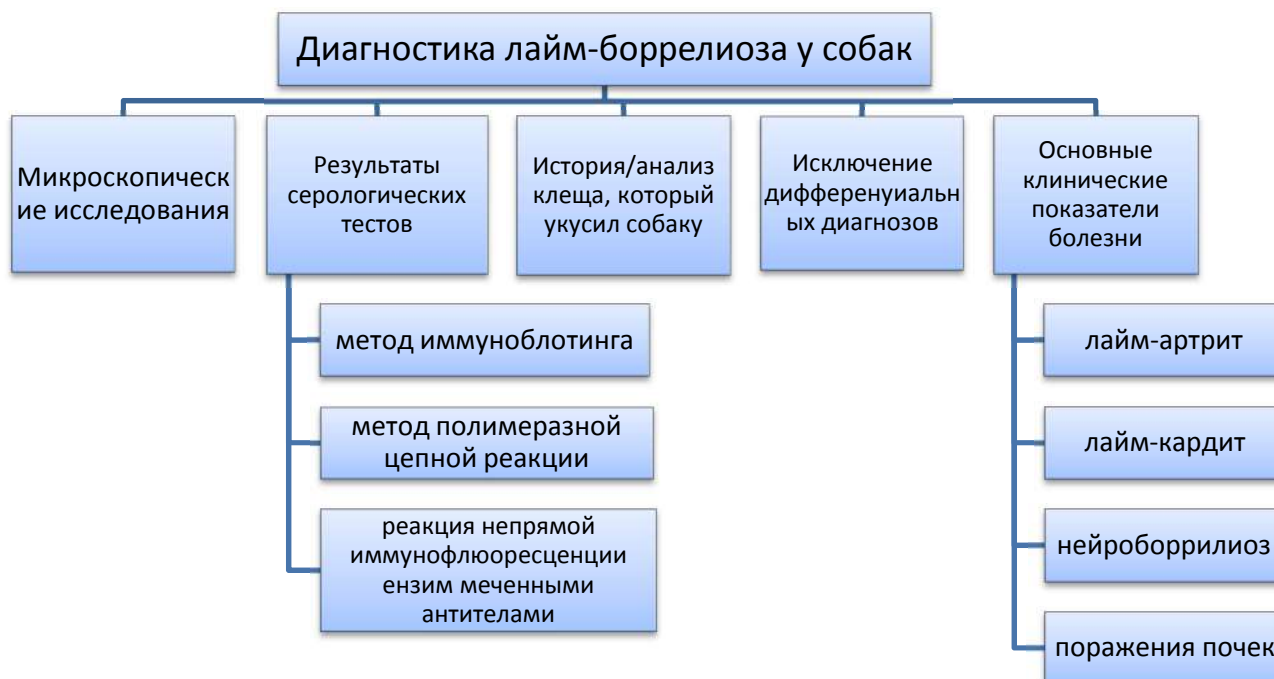 Диагностика лайм-боррелиоза у собак
Микроскопическ
ие исследования
Результаты
серологических
тестов
История/анализ
клеща, который
укусил собаку
Исключение
дифференуиальн
ых диагнозов
Основные
клинические
показатели
болезни
метод иммуноблотинга
метод полимеразной
цепной реакции
реакция непрямой
иммунофлюоресценции
ензим меченными
антителами
лайм-артрит
лайм-кардит
нейроборрилиоз
поражения почек